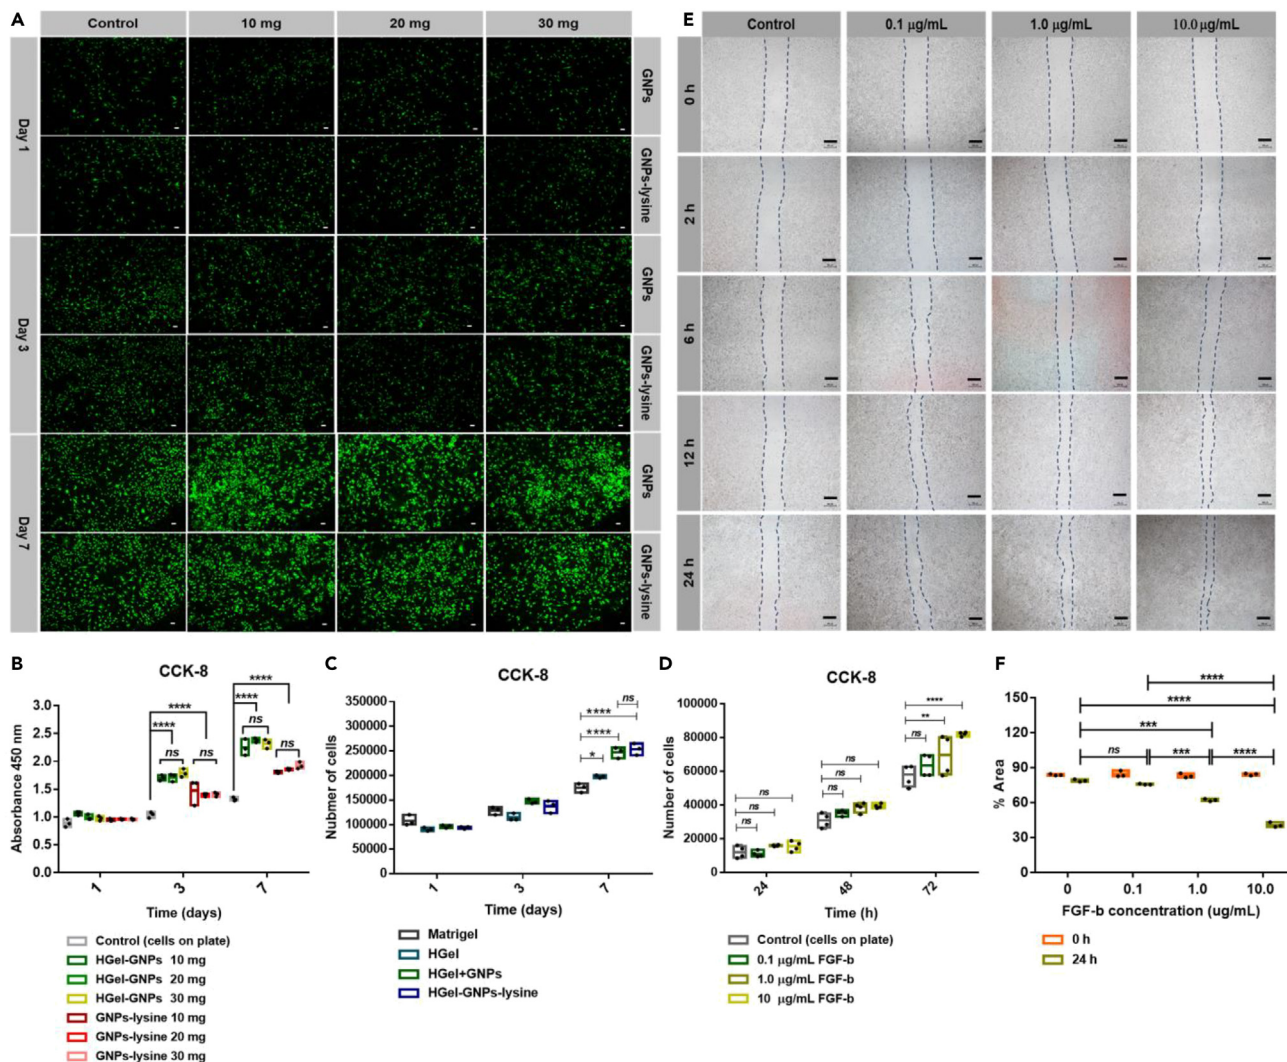 A
Control 10 mg 20 mg 30 mg
Day 1
GNPs
GNPs-lysine
Day 3
GNPs
GNPs-lysine
Day 7
GNPs
GNPs-lysine
E
Control 0.1 μg/mL 1.0 μg/mL 10.0 μg/mL
0 h
2 h
6 h
12 h
24 h
B
CCK-8
Absorbance 450 nm
3.0
2.5
2.0
1.5
1.0
0.5
0.0
****
****
ns
ns
****
****
ns
ns
1 3 7
Time (days)
Control (cells on plate)
HGel-GNPs 10 mg
HGel-GNPs 20 mg
HGel-GNPs 30 mg
GNPs-lysine 10 mg
GNPs-lysine 20 mg
GNPs-lysine 30 mg
C
CCK-8
Nubmer of cells
350000
300000
250000
200000
150000
100000
50000
0
ns
****
****
*
1 3 7
Time (days)
Matrigel
HGel
HGel+GNPs
HGel-GNPs-lysine
D
CCK-8
Number of cells
100000
80000
60000
40000
20000
0
ns
ns
ns
ns
ns
ns
****
**
ns
24 48 72
Time (h)
Control (cells on plate)
0.1 μg/mL FGF-b
1.0 μg/mL FGF-b
10 μg/mL FGF-b
F
% Area
150
120
90
60
30
0
****
****
***
ns *** ****
0 0.1 1.0 10.0
FGF-b concentration (ug/mL)
0 h
24 h